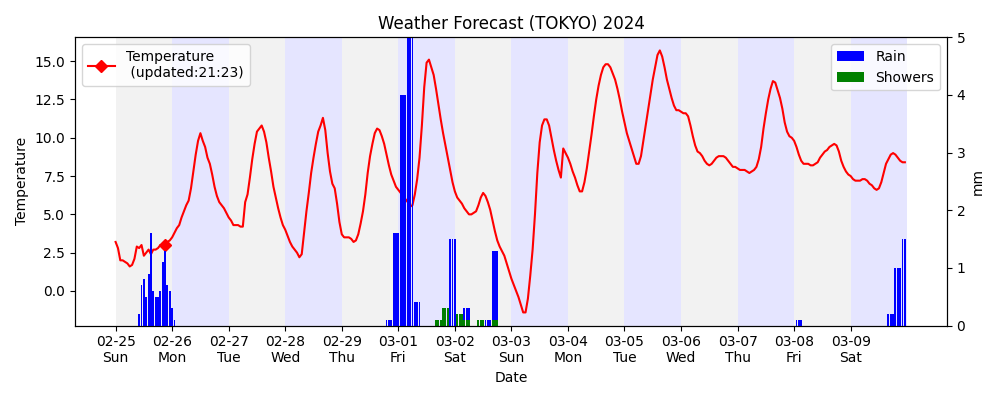 Weather Forecast (TOKYO) 2024
Temperature
(updated:21:23)
Rain
Showers
15.0
12.5
10.0
7.5
5.0
2.5
0.0
Temperature
5
4
3
2
1
0
mm
02-25 02-26 02-27 02-28 02-29 03-01 03-02 03-03 03-04 03-05 03-06 03-07 03-08 03-09
Sun Mon Tue Wed Thu Fri Sat Sun Mon Tue Wed Thu Fri Sat
Date